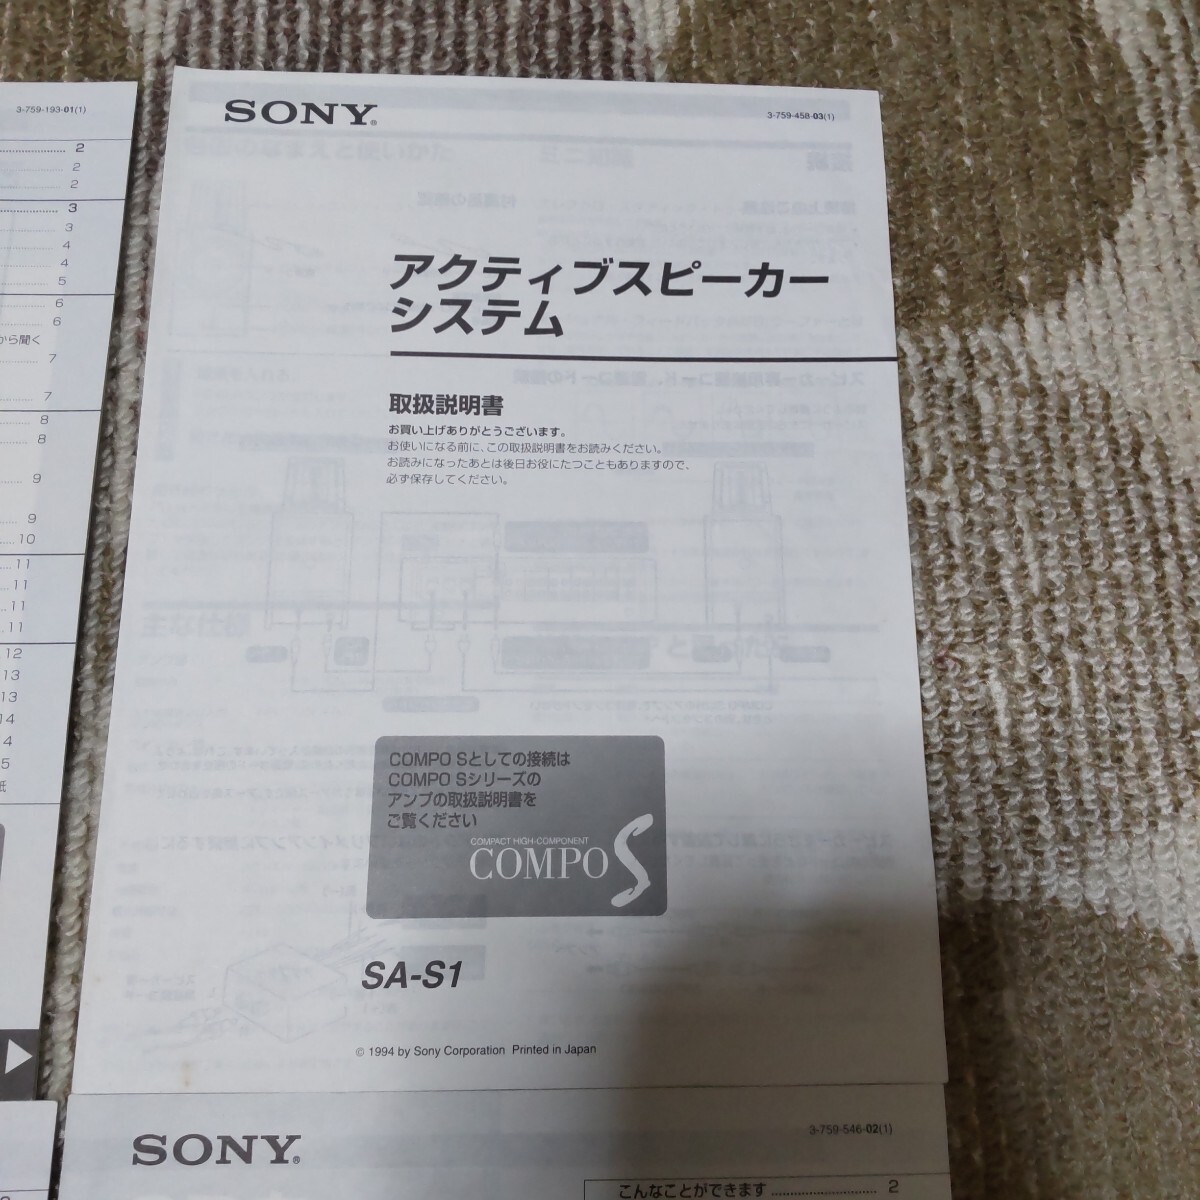 3-759-193-01(1)
2
2
2
3
3
4
4
5
6
6
から聞く
7
7
8
8
9
9
10
11
11
11
11
12
13
13
14
4
5
紙
SONY®
3-759-458-03(1)
アクティブスピーカー
システム
取扱説明書
お買い上げありがとうございます。
お使いになる前に、この取扱説明書をお読みください。
お読みになったあとは後日お役にたつこともありますので、
必ず保存してください。
COMPO Sとしての接続は
COMPO Sシリーズの
アンプの取扱説明書を
ご覧ください
COMPACT HIGH-COMPONENT
COMPO S
SA-S1
© 1994 by Sony Corporation Printed in Japan
SONY®
3-759-546-02(1)
こんなことができます 2